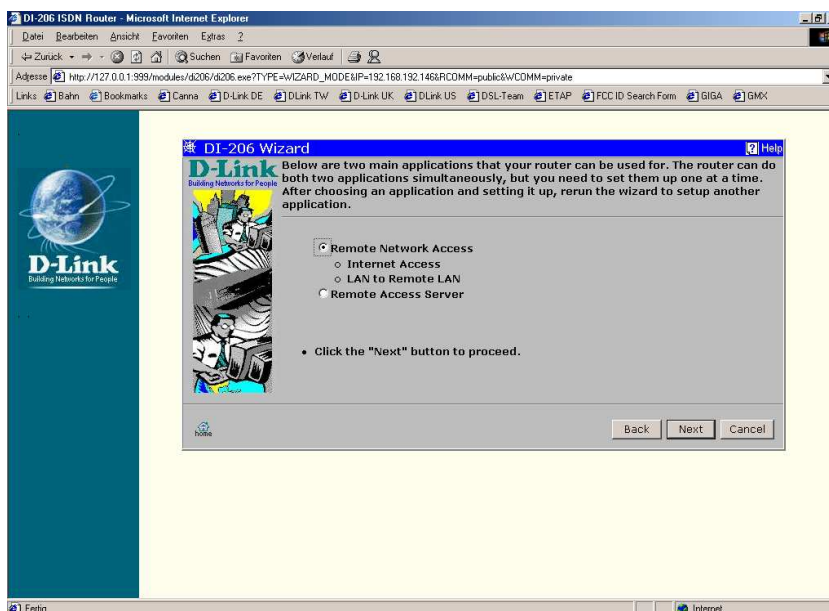 DI-206 ISDN Router - Microsoft Internet Explorer
Datei Bearbeiten Ansicht Favoriten Extras ?
Zurück Suchen Favoriten Verlauf
Adresse http://127.0.0.1:999/modules/di206/di206.exe?TYPE=WIZARD_MODE&IP=192.168.192.146&RCOMM=public&WCOMM=private
Links Bahn Bookmarks Canna D-Link DE DLink TW D-Link UK DLink US DSL-Team ETAP FCC ID Search Form GIGA GMX
D-Link
Building Networks for People
DI-206 Wizard ? Help
D-Link
Building Networks for People
Below are two main applications that your router can be used for. The router can do
both two applications simultaneously, but you need to set them up one at a time.
After choosing an application and setting it up, rerun the wizard to setup another
application.
Remote Network Access
Internet Access
LAN to Remote LAN
Remote Access Server
Click the "Next" button to proceed.
home
Back Next Cancel
Fertig Internet